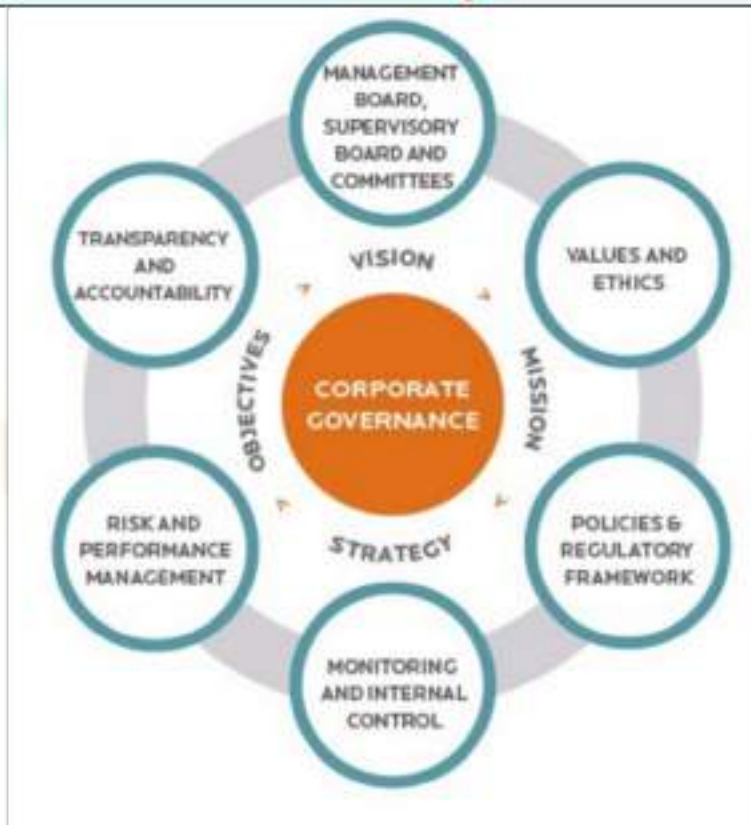 MANAGEMENT
BOARD,
SUPERVISORY
BOARD AND
COMMITTEES
TRANSPARENCY
AND
ACCOUNTABILITY
VALUES AND
ETHICS
VISION
OBJECTIVES
MISSION
CORPORATE
GOVERNANCE
STRATEGY
RISK AND
PERFORMANCE
MANAGEMENT
POLICIES &
REGULATORY
FRAMEWORK
MONITORING
AND INTERNAL
CONTROL